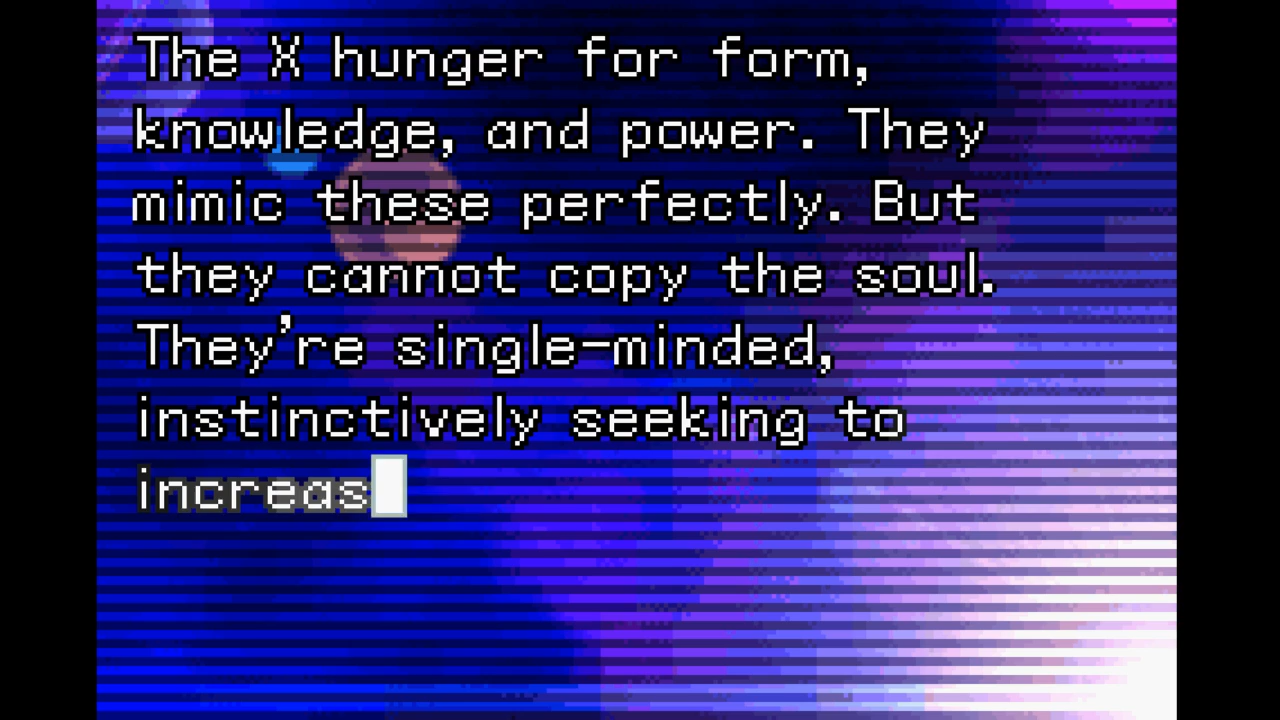 The X hunger for form,
knowledge, and power. They
mimic these perfectly. But
they cannot copy the soul.
They're single-minded,
instinctively seeking to
increas